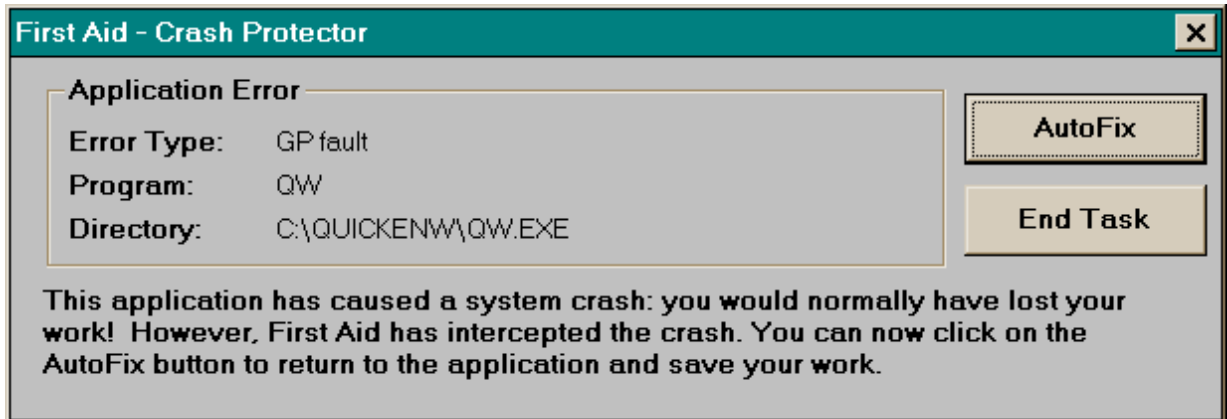 First Aid - Crash Protector
Application Error
Error Type: GP fault
Program: QW
Directory: C:\QUICKENW\QW.EXE
AutoFix
End Task
This application has caused a system crash: you would normally have lost your
work!  However, First Aid has intercepted the crash. You can now click on the
AutoFix button to return to the application and save your work.